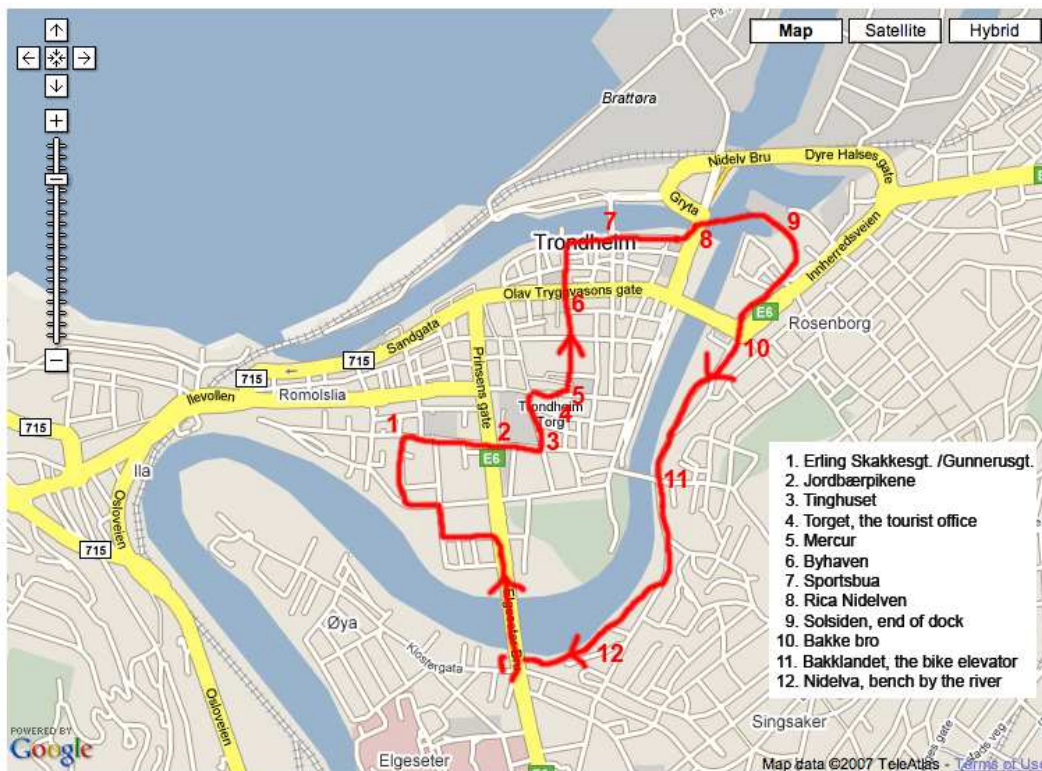 Map
Satellite
Hybrid
Brattøra
Nidelv Bru
Dyre Halses gate
Gryta
7
8
9
Trondheim
Innherredsveien
Olav Tryggvasons gate
6
E6
Rosenborg
10
Sandgata
715
715
Ilevollen
Romolslia
Prinsens gate
5
4
Trondheim
Torg
1
2
3
E6
Ila
11
Osloveien
715
1. Erling Skakkesgt. /Gunnerusgt.
2. Jordbærpikene
3. Tinghuset
4. Torget, the tourist office
5. Mercur
6. Byhaven
7. Sportsbua
8. Rica Nidelven
9. Solsiden, end of dock
10. Bakke bro
11. Bakklandet, the bike elevator
12. Nidelva, bench by the river
Øya
Klostergata
12
Osloveien
Singsaker
Elgeseter
POWERED BY
Google
Map data ©2007 TeleAtlas - Terms of Use